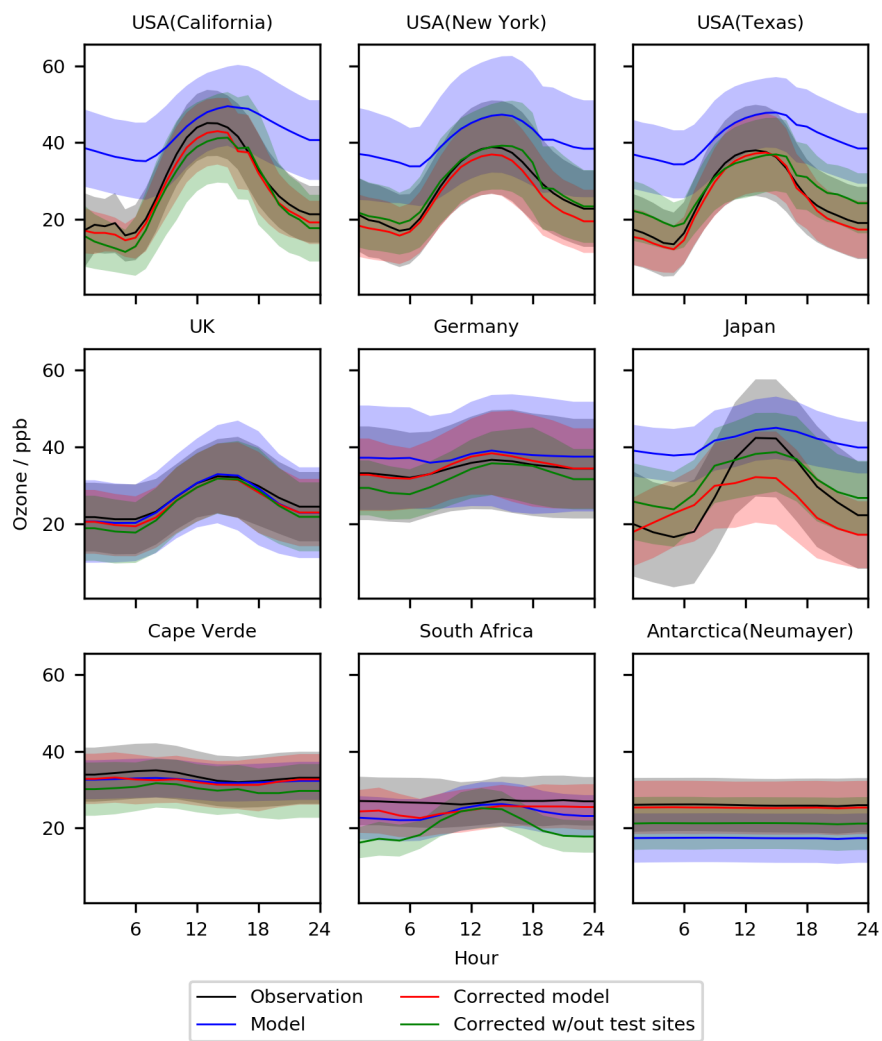 USA(California) USA(New York) USA(Texas)
60
40
20
UK Germany Japan
60
40
20
Ozone / ppb
Cape Verde South Africa Antarctica(Neumayer)
60
40
20
6 12 18 24 6 12 18 24 6 12 18 24
Hour
Observation Corrected model
Model Corrected w/out test sites